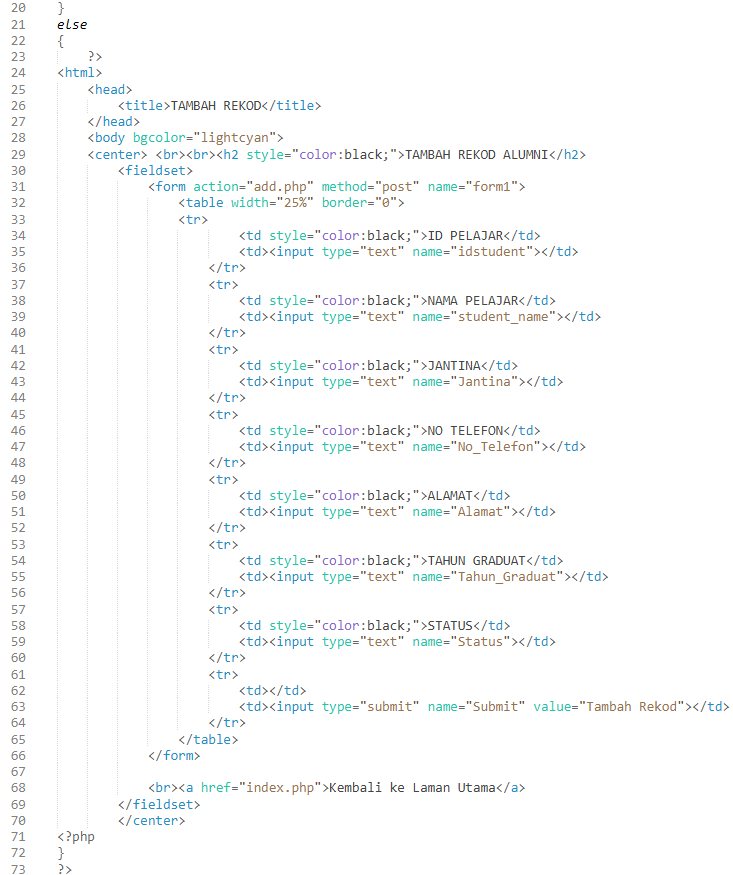 20 }
21 else
22 {
23 ?>
24 <html>
25 <head>
26 <title>TAMBAH REKOD</title>
27 </head>
28 <body bgcolor="lightcyan">
29 <center> <br><br><h2 style="color:black;">TAMBAH REKOD ALUMNI</h2>
30 <fieldset>
31 <form action="add.php" method="post" name="form1">
32 <table width="25%" border="0">
33 <tr>
34 <td style="color:black;">ID PELAJAR</td>
35 <td><input type="text" name="idstudent"></td>
36 </tr>
37 <tr>
38 <td style="color:black;">NAMA PELAJAR</td>
39 <td><input type="text" name="student_name"></td>
40 </tr>
41 <tr>
42 <td style="color:black;">JANTINA</td>
43 <td><input type="text" name="Jantina"></td>
44 </tr>
45 <tr>
46 <td style="color:black;">NO TELEFON</td>
47 <td><input type="text" name="No_Telefon"></td>
48 </tr>
49 <tr>
50 <td style="color:black;">ALAMAT</td>
51 <td><input type="text" name="Alamat"></td>
52 </tr>
53 <tr>
54 <td style="color:black;">TAHUN GRADUAT</td>
55 <td><input type="text" name="Tahun_Graduat"></td>
56 </tr>
57 <tr>
58 <td style="color:black;">STATUS</td>
59 <td><input type="text" name="Status"></td>
60 </tr>
61 <tr>
62 <td></td>
63 <td><input type="submit" name="Submit" value="Tambah Rekod"></td>
64 </tr>
65 </table>
66 </form>
67
68 <br><a href="index.php">Kembali ke Laman Utama</a>
69 </fieldset>
70 </center>
71 <?php
72 }
73 ?>